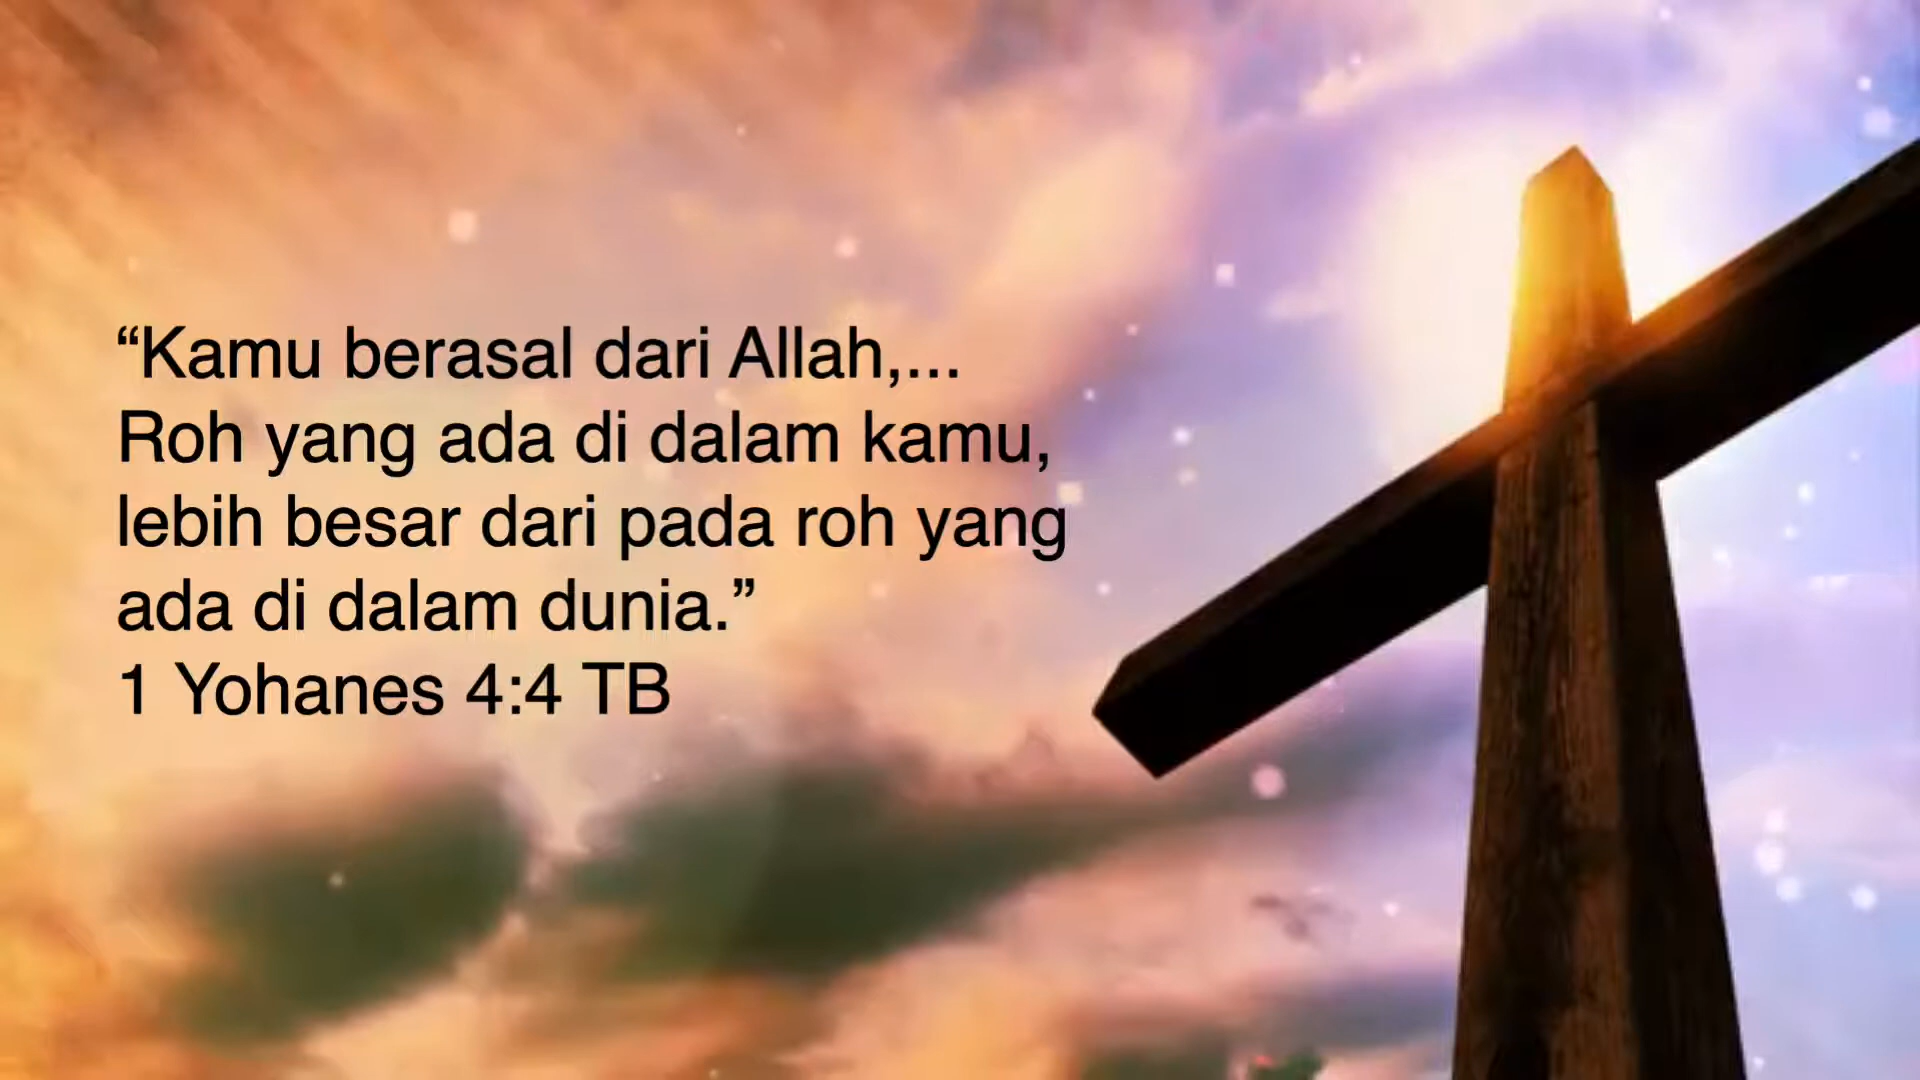 “Kamu berasal dari Allah,...
Roh yang ada di dalam kamu,
lebih besar dari pada roh yang
ada di dalam dunia.”
1 Yohanes 4:4 TB